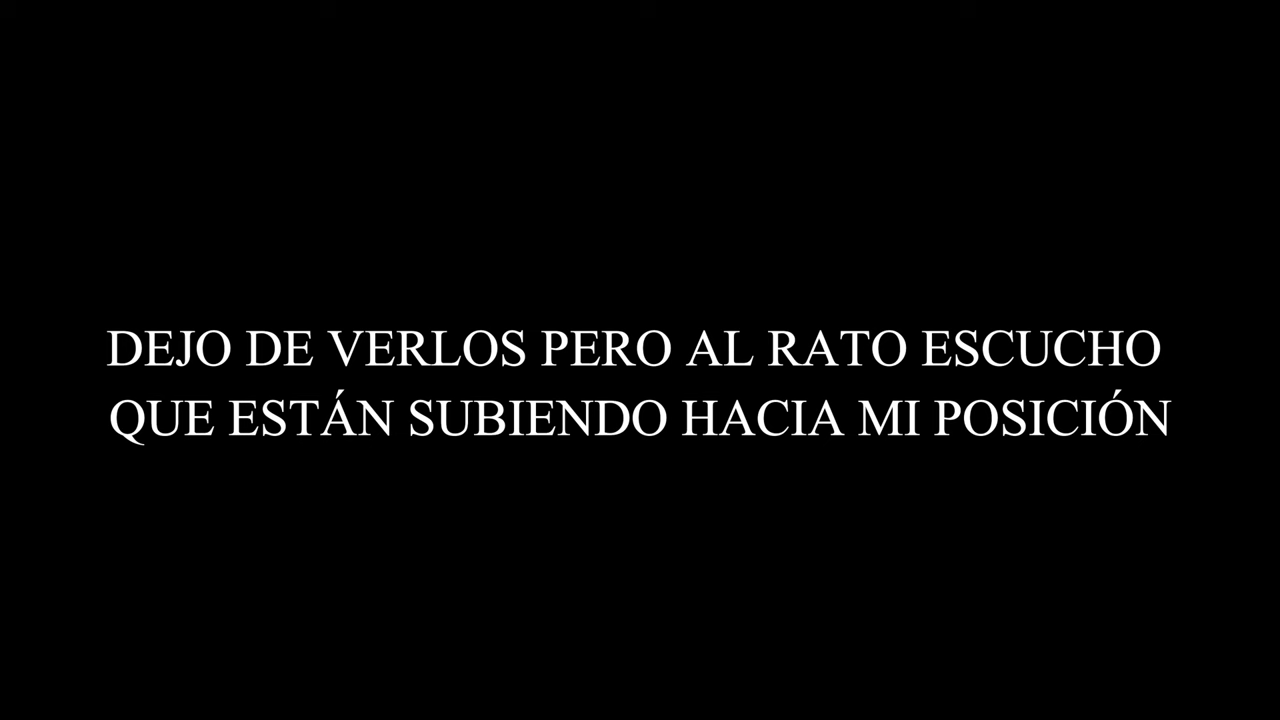 DEJO DE VERLOS PERO AL RATO ESCUCHO
QUE ESTÁN SUBIENDO HACIA MI POSICIÓN